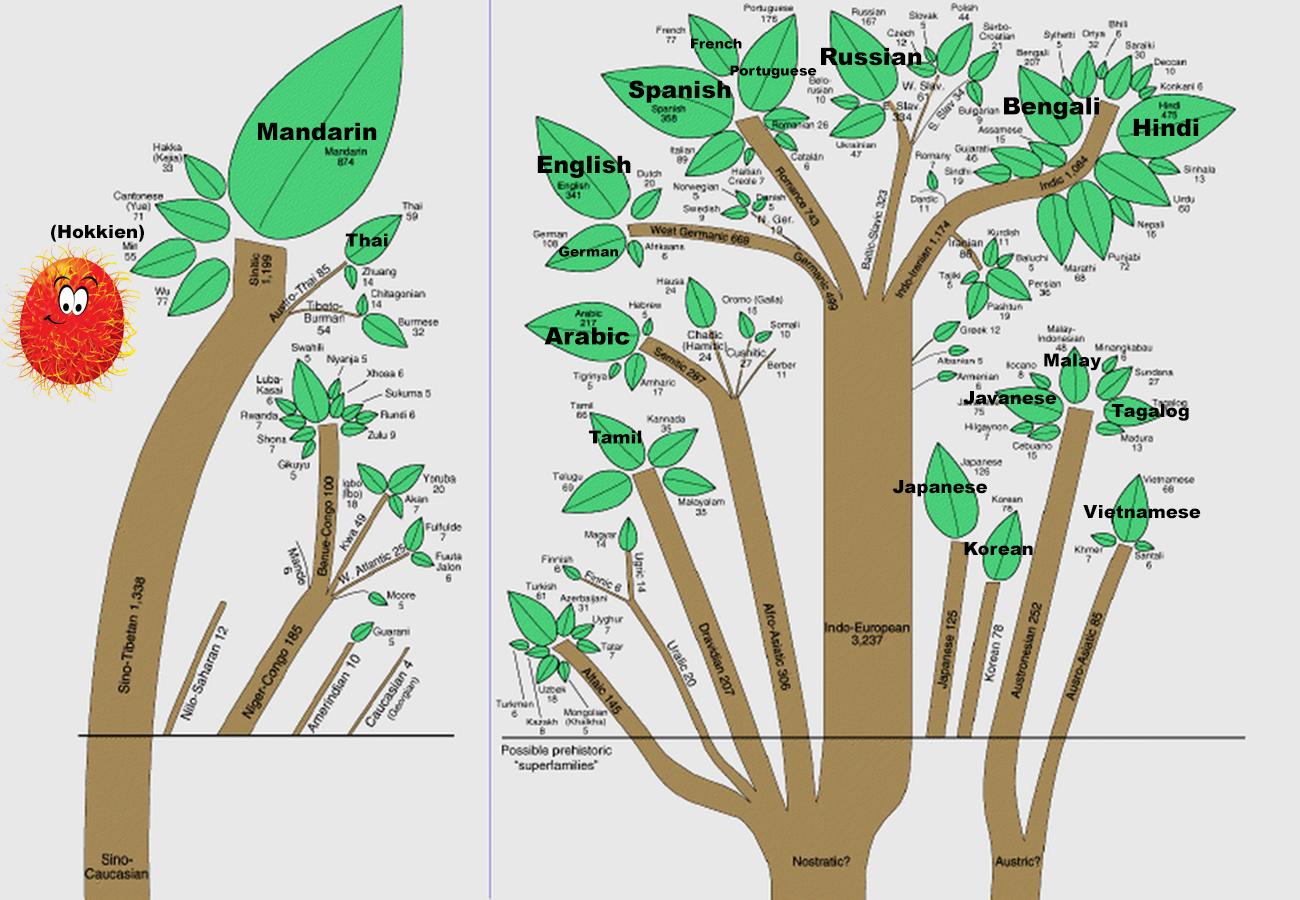 Mandarin
Mandarin
874
Hakka
(Kejia)
33
Cantonese
(Yue)
71
(Hokkien)
Min
55
Wu
77
Sinitic
1,199
Thai
59
Thai
Austro-Thai 85
Zhuang
14
Tibeto-
Burman
54
Chitagonian
14
Burmese
32
Swahili
5
Nyanja 5
Xhosa 6
Sukuma 5
Luba-
Kasai
6
Rwanda
7
Rundi 6
Shona
7
Zulu 9
Gikuyu
5
Benue-Congo 100
Igbo
(Ibo)
18
Yoruba
20
Akan
7
Kwa 49
Fulfulde
7
Mande
6
W. Atlantic 25
Fuuta
Jalon
6
Moore
5
Sino-Tibetan 1,338
Nilo-Saharan 12
Niger-Congo 185
Guarani
5
Amerindian 10
Caucasian 4
(Georgian)
Sino-
Caucasian
French
77
French
Portuguese
176
Portuguese
Spanish
Spanish
358
Romanian 26
Italian
89
Catalán
6
Haitian
Creole 7
Romance 743
Russian
167
Russian
Czech
12
Slovak
5
Polish
44
Serbo-
Croatian
21
Belo-
rusian
10
W. Slav.
61
E. Slav.
334
S. Slav 34
Bulgarian
9
Ukrainian
47
Baltic-Slavic 323
Bengali
207
Bengali
Sylhetti
5
Oriya
32
Bhili
6
Saraiki
30
Deccan
10
Konkani 6
Hindi
475
Hindi
Assamese
15
Gujarati
46
Sindhi
19
Romany
7
Dardic
11
Indic 1,084
Sinhala
13
Urdu
60
Nepali
16
Punjabi
72
Marathi
68
Indo-Iranian 1,174
Iranian
86
Kurdish
11
Baluchi
5
Tajiki
5
Persian
36
Pashtun
19
English
English
341
Dutch
20
Norwegian
5
Danish
5
Swedish
9
N. Ger.
19
German
108
German
West Germanic 669
Afrikaans
6
Germanic 499
Greek 12
Albanian 5
Armenian
6
Arabic
217
Arabic
Hebrew
5
Hausa
24
Oromo (Galla)
Somali
10
Chadic
(Hamitic)
24
Cushitic
27
Berber
11
Semitic 287
Tigrinya
5
Amharic
17
Malay-
Indonesian
48
Malay
Minangkabau
6
Ilocano
8
Sundana
27
Javanese
75
Tagalog
Hiligaynon
7
Cebuano
15
Madura
13
Tamil
66
Tamil
Kannada
35
Telugu
69
Malayalam
35
Japanese
126
Japanese
Korean
78
Korean
Vietnamese
68
Vietnamese
Khmer
7
Santali
6
Magyar
14
Finnish
6
Finnic 6
Ugric 14
Turkish
61
Azerbaijani
31
Uyghur
7
Tatar
7
Uzbek
18
Turkmen
6
Kazakh
8
Mongolian
(Khalkha)
5
Altaic 145
Uralic 20
Dravidian 207
Afro-Asiatic 306
Indo-European
3,237
Japanese 125
Korean 78
Austronesian 252
Ausro-Asiatic 85
Possible prehistoric
"superfamilies"
Nostratic?
Austric?